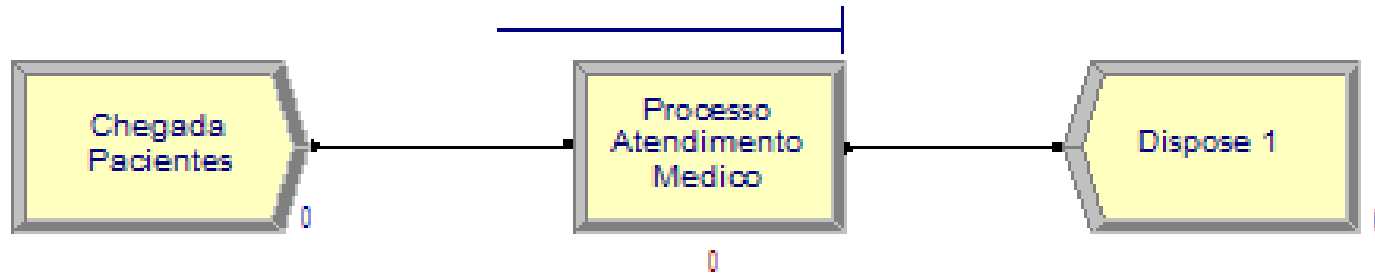 Chegada
Pacientes
0
Processo
Atendimento
Medico
0
Dispose 1